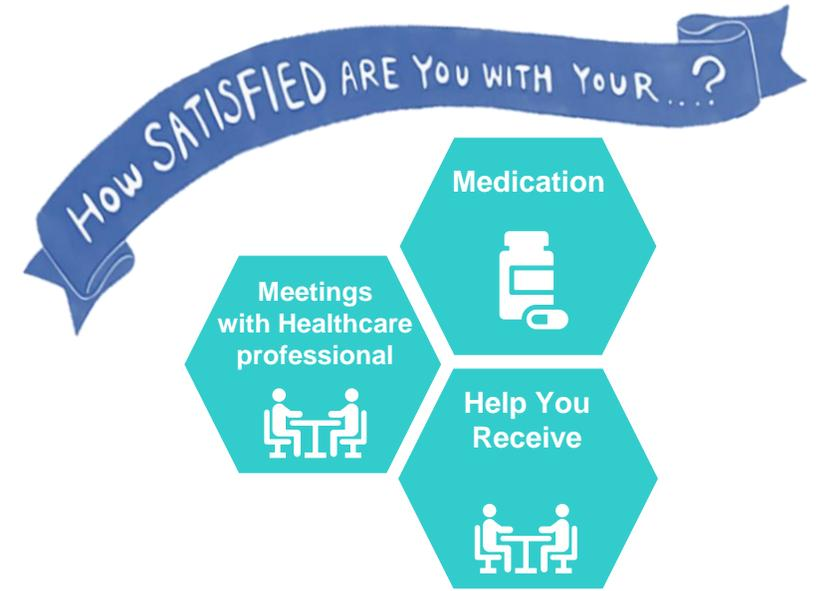 How SATISFIED ARE YOU WITH YOUR....?
Medication
Meetings
with Healthcare
professional
Help You
Receive